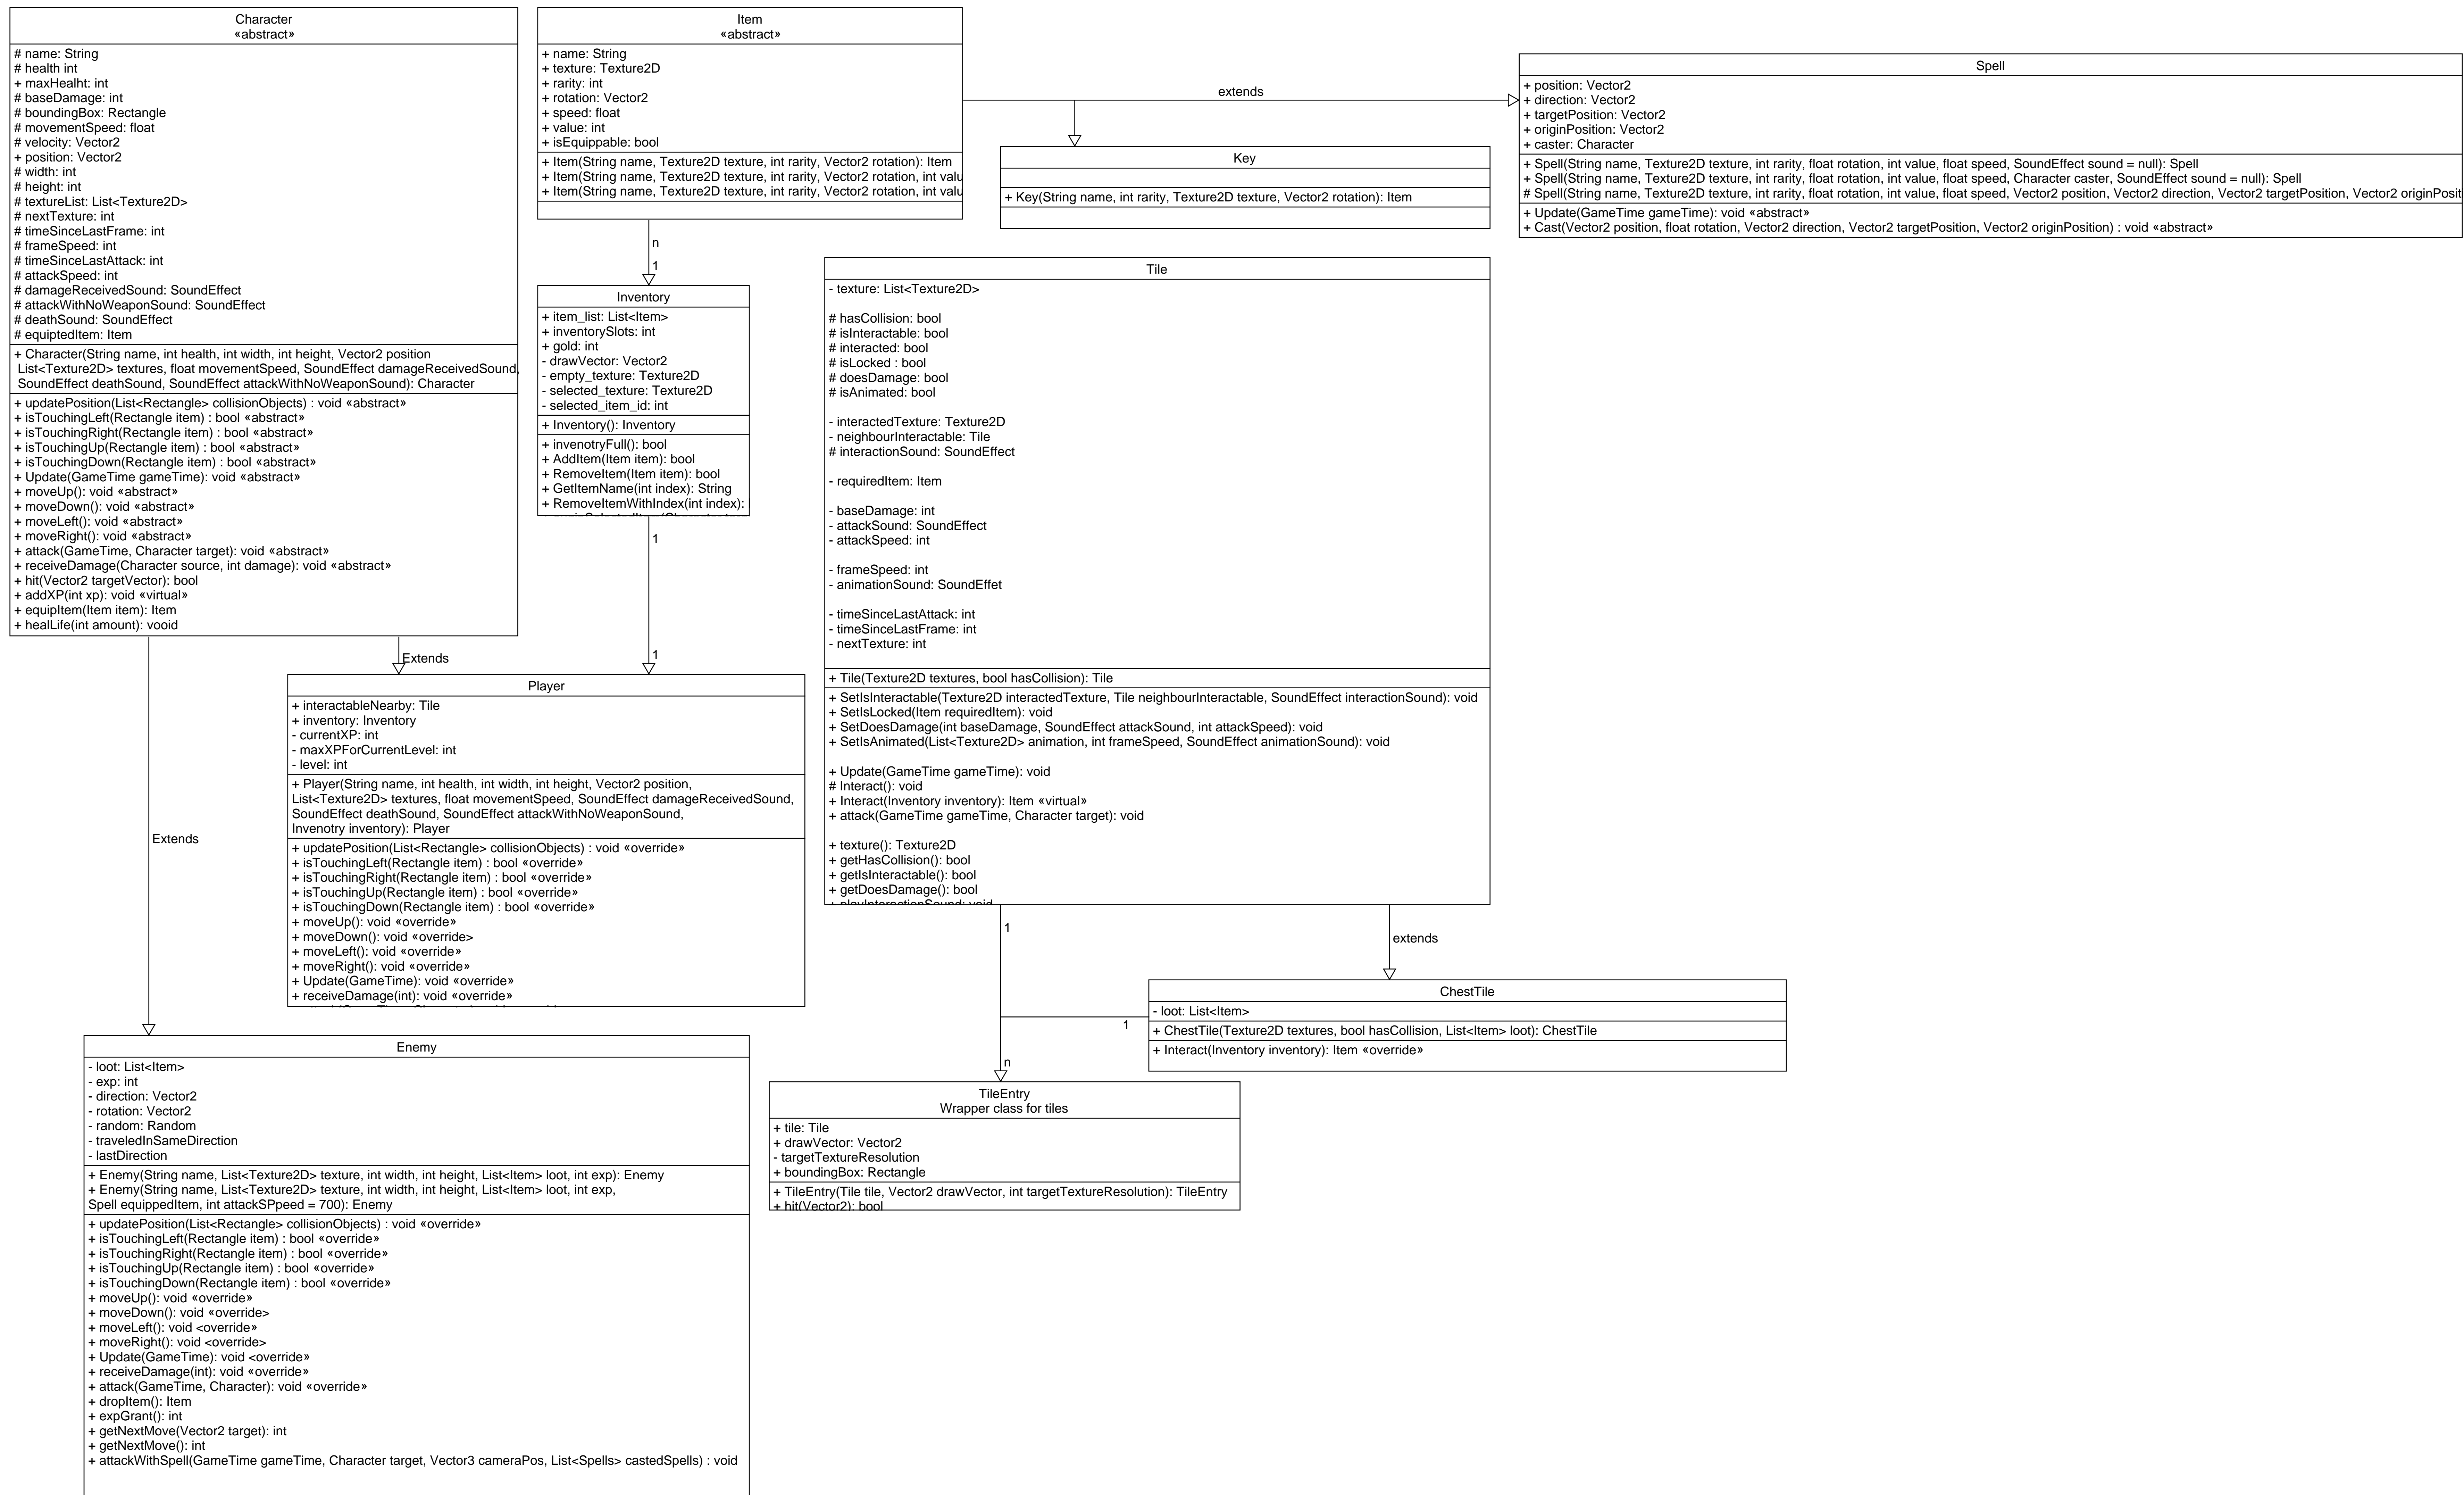 Character
«abstract»
# name: String
# health int
+ maxHealht: int
# baseDamage: int
# boundingBox: Rectangle
# movementSpeed: float
# velocity: Vector2
+ position: Vector2
# width: int
# height: int
# textureList: List<Texture2D>
# nextTexture: int
# timeSinceLastFrame: int
# frameSpeed: int
# timeSinceLastAttack: int
# attackSpeed: int
# damageReceivedSound: SoundEffect
# attackWithNoWeaponSound: SoundEffect
# deathSound: SoundEffect
# equiptedItem: Item
+ Character(String name, int health, int width, int height, Vector2 position
List<Texture2D> textures, float movementSpeed, SoundEffect damageReceivedSound,
SoundEffect deathSound, SoundEffect attackWithNoWeaponSound): Character
+ updatePosition(List<Rectangle> collisionObjects) : void «abstract»
+ isTouchingLeft(Rectangle item) : bool «abstract»
+ isTouchingRight(Rectangle item) : bool «abstract»
+ isTouchingUp(Rectangle item) : bool «abstract»
+ isTouchingDown(Rectangle item) : bool «abstract»
+ Update(GameTime gameTime): void «abstract»
+ moveUp(): void «abstract»
+ moveDown(): void «abstract»
+ moveLeft(): void «abstract»
+ moveRight(): void «abstract»
+ attack(GameTime, Character target): void «abstract»
+ receiveDamage(Character source, int damage): void «abstract»
+ hit(Vector2 targetVector): bool
+ addXP(int xp): void «virtual»
+ equipItem(Item item): Item
+ healLife(int amount): vooid
Item
«abstract»
+ name: String
+ texture: Texture2D
+ rarity: int
+ rotation: Vector2
+ speed: float
+ value: int
+ isEquippable: bool
+ Item(String name, Texture2D texture, int rarity, Vector2 rotation): Item
+ Item(String name, Texture2D texture, int rarity, Vector2 rotation, int valu
+ Item(String name, Texture2D texture, int rarity, Vector2 rotation, int valu
extends
Key
+ Key(String name, int rarity, Texture2D texture, Vector2 rotation): Item
Spell
+ position: Vector2
+ direction: Vector2
+ targetPosition: Vector2
+ originPosition: Vector2
+ caster: Character
+ Spell(String name, Texture2D texture, int rarity, float rotation, int value, float speed, SoundEffect sound = null): Spell
+ Spell(String name, Texture2D texture, int rarity, float rotation, int value, float speed, Character caster, SoundEffect sound = null): Spell
# Spell(String name, Texture2D texture, int rarity, float rotation, int value, float speed, Vector2 position, Vector2 direction, Vector2 targetPosition, Vector2 originPositi
+ Update(GameTime gameTime): void «abstract»
+ Cast(Vector2 position, float rotation, Vector2 direction, Vector2 targetPosition, Vector2 originPosition) : void «abstract»
n
1
Inventory
+ item_list: List<Item>
+ inventorySlots: int
+ gold: int
- drawVector: Vector2
- empty_texture: Texture2D
- selected_texture: Texture2D
- selected_item_id: int
+ Inventory(): Inventory
+ invenotryFull(): bool
+ AddItem(Item item): bool
+ RemoveItem(Item item): bool
+ GetItemName(int index): String
+ RemoveItemWithIndex(int index):
1
1
Tile
- texture: List<Texture2D>
# hasCollision: bool
# isInteractable: bool
# interacted: bool
# isLocked : bool
# doesDamage: bool
# isAnimated: bool
- interactedTexture: Texture2D
- neighbourInteractable: Tile
# interactionSound: SoundEffect
- requiredItem: Item
- baseDamage: int
- attackSound: SoundEffect
- attackSpeed: int
- frameSpeed: int
- animationSound: SoundEffet
- timeSinceLastAttack: int
- timeSinceLastFrame: int
- nextTexture: int
+ Tile(Texture2D textures, bool hasCollision): Tile
+ SetIsInteractable(Texture2D interactedTexture, Tile neighbourInteractable, SoundEffect interactionSound): void
+ SetIsLocked(Item requiredItem): void
+ SetDoesDamage(int baseDamage, SoundEffect attackSound, int attackSpeed): void
+ SetIsAnimated(List<Texture2D> animation, int frameSpeed, SoundEffect animationSound): void
+ Update(GameTime gameTime): void
# Interact(): void
+ Interact(Inventory inventory): Item «virtual»
+ attack(GameTime gameTime, Character target): void
+ texture(): Texture2D
+ getHasCollision(): bool
+ getIsInteractable(): bool
+ getDoesDamage(): bool
+ playInteractionSound: void
Extends
Extends
Player
+ interactableNearby: Tile
+ inventory: Inventory
- currentXP: int
- maxXPForCurrentLevel: int
- level: int
+ Player(String name, int health, int width, int height, Vector2 position,
List<Texture2D> textures, float movementSpeed, SoundEffect damageReceivedSound,
SoundEffect deathSound, SoundEffect attackWithNoWeaponSound,
Invenotry inventory): Player
+ updatePosition(List<Rectangle> collisionObjects) : void «override»
+ isTouchingLeft(Rectangle item) : bool «override»
+ isTouchingRight(Rectangle item) : bool «override»
+ isTouchingUp(Rectangle item) : bool «override»
+ isTouchingDown(Rectangle item) : bool «override»
+ moveUp(): void «override»
+ moveDown(): void «override>
+ moveLeft(): void «override»
+ moveRight(): void «override»
+ Update(GameTime): void «override»
+ receiveDamage(int): void «override»
1
extends
ChestTile
- loot: List<Item>
+ ChestTile(Texture2D textures, bool hasCollision, List<Item> loot): ChestTile
+ Interact(Inventory inventory): Item «override»
1
n
TileEntry
Wrapper class for tiles
+ tile: Tile
+ drawVector: Vector2
- targetTextureResolution
+ boundingBox: Rectangle
+ TileEntry(Tile tile, Vector2 drawVector, int targetTextureResolution): TileEntry
+ hit(Vector2): bool
Enemy
- loot: List<Item>
- exp: int
- direction: Vector2
- rotation: Vector2
- random: Random
- traveledInSameDirection
- lastDirection
+ Enemy(String name, List<Texture2D> texture, int width, int height, List<Item> loot, int exp): Enemy
+ Enemy(String name, List<Texture2D> texture, int width, int height, List<Item> loot, int exp,
Spell equippedItem, int attackSPpeed = 700): Enemy
+ updatePosition(List<Rectangle> collisionObjects) : void «override»
+ isTouchingLeft(Rectangle item) : bool «override»
+ isTouchingRight(Rectangle item) : bool «override»
+ isTouchingUp(Rectangle item) : bool «override»
+ isTouchingDown(Rectangle item) : bool «override»
+ moveUp(): void «override»
+ moveDown(): void «override>
+ moveLeft(): void <override»
+ moveRight(): void <override>
+ Update(GameTime): void <override»
+ receiveDamage(int): void «override»
+ attack(GameTime, Character): void «override»
+ dropItem(): Item
+ expGrant(): int
+ getNextMove(Vector2 target): int
+ getNextMove(): int
+ attackWithSpell(GameTime gameTime, Character target, Vector3 cameraPos, List<Spells> castedSpells) : void